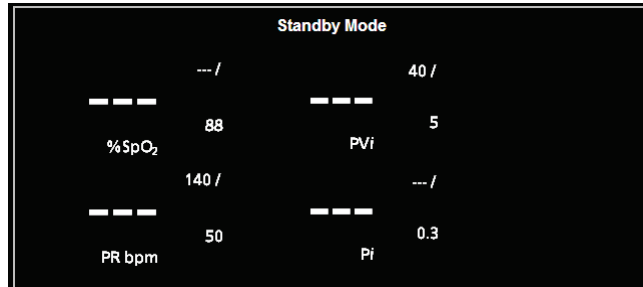 Standby Mode
--- /
40 /
--- ---
88
5
%SpO₂
PVi
140 /
--- /
--- ---
50
0.3
PR bpm
Pi